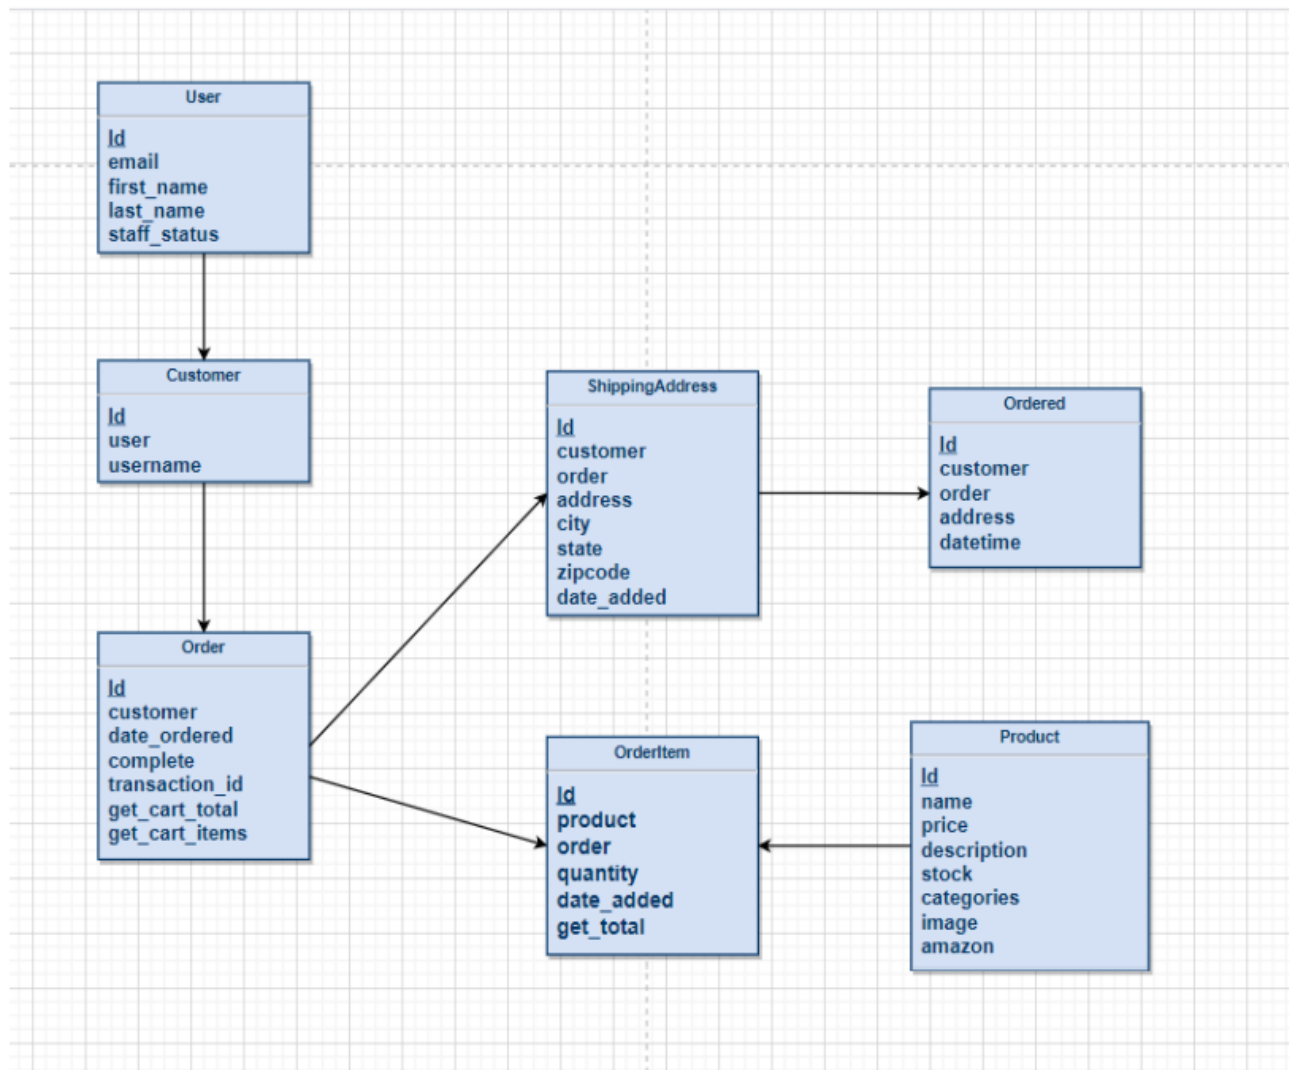 User
Id
email
first_name
last_name
staff_status
Customer
Id
user
username
Order
Id
customer
date_ordered
complete
transaction_id
get_cart_total
get_cart_items
ShippingAddress
Id
customer
order
address
city
state
zipcode
date_added
Ordered
Id
customer
order
address
datetime
OrderItem
Id
product
order
quantity
date_added
get_total
Product
Id
name
price
description
stock
categories
image
amazon